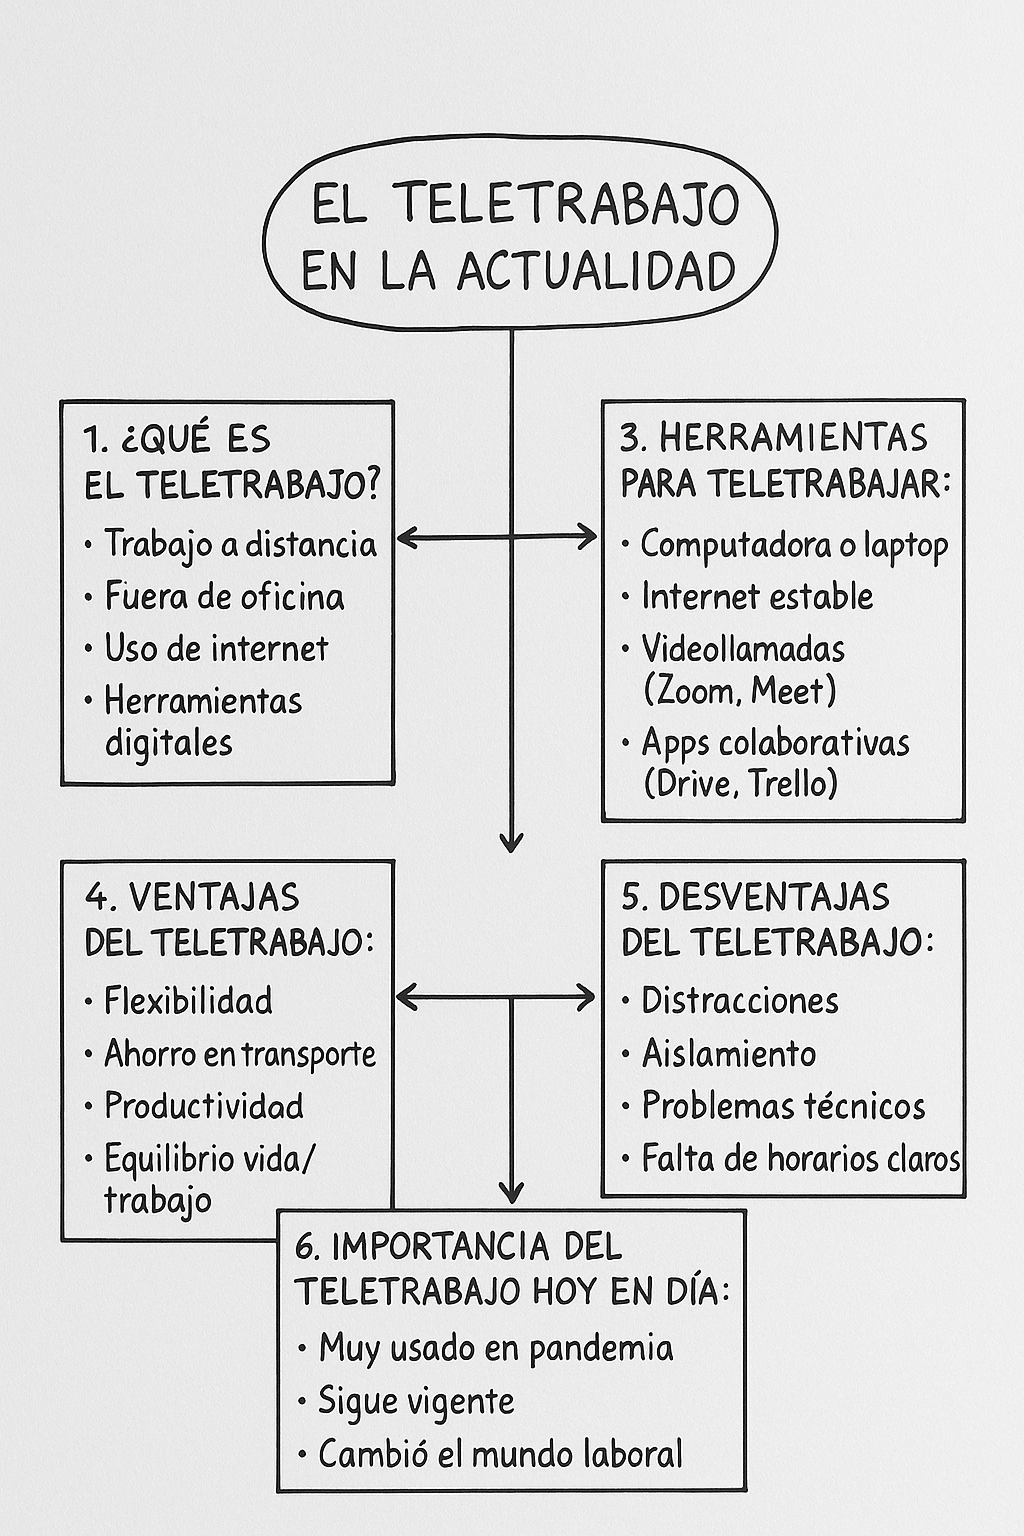 EL TELETRABAJO
EN LA ACTUALIDAD
1. ¿QUÉ ES
EL TELETRABAJO?
• Trabajo a distancia
• Fuera de oficina
• Uso de internet
• Herramientas
digitales
3. HERRAMIENTAS
PARA TELETRABAJAR:
• Computadora o laptop
• Internet estable
• Videollamadas
(Zoom, Meet)
• Apps colaborativas
(Drive, Trello)
4. VENTAJAS
DEL TELETRABAJO:
• Flexibilidad
• Ahorro en transporte
• Productividad
• Equilibrio vida/
trabajo
5. DESVENTAJAS
DEL TELETRABAJO:
• Distracciones
• Aislamiento
• Problemas técnicos
• Falta de horarios claros
6. IMPORTANCIA DEL
TELETRABAJO HOY EN DÍA:
• Muy usado en pandemia
• Sigue vigente
• Cambió el mundo laboral